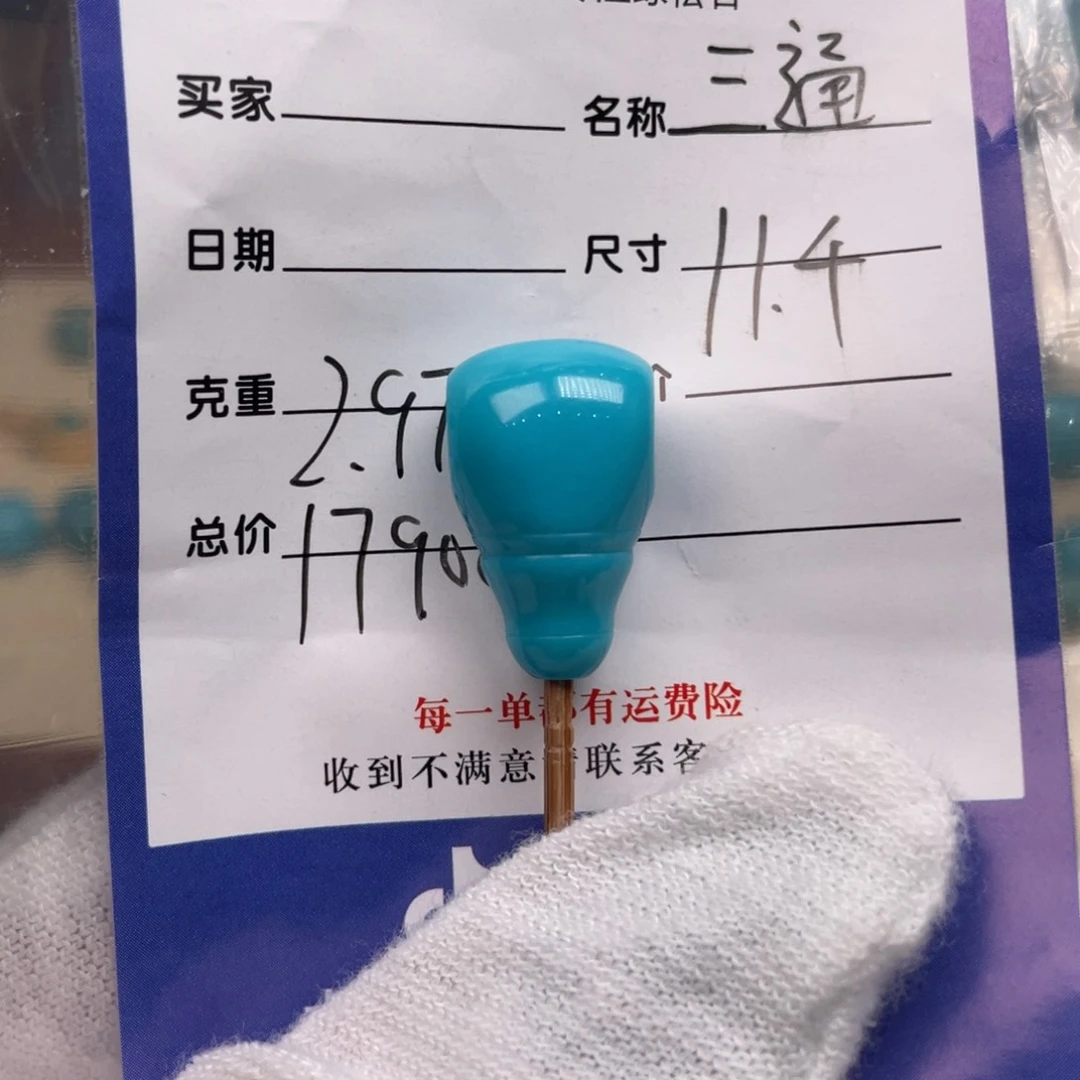 买家 名称 三通
日期 尺寸 11.4
克重 2.97
总价 1790
每一单都有运费险
收到不满意 联系客